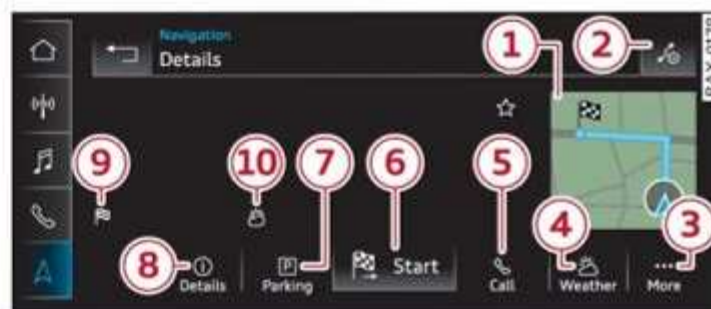 Navigation
Details
1
2
9
10
7
6
5
P
Start
8
Details
Parking
Call
4
Weather
3
More